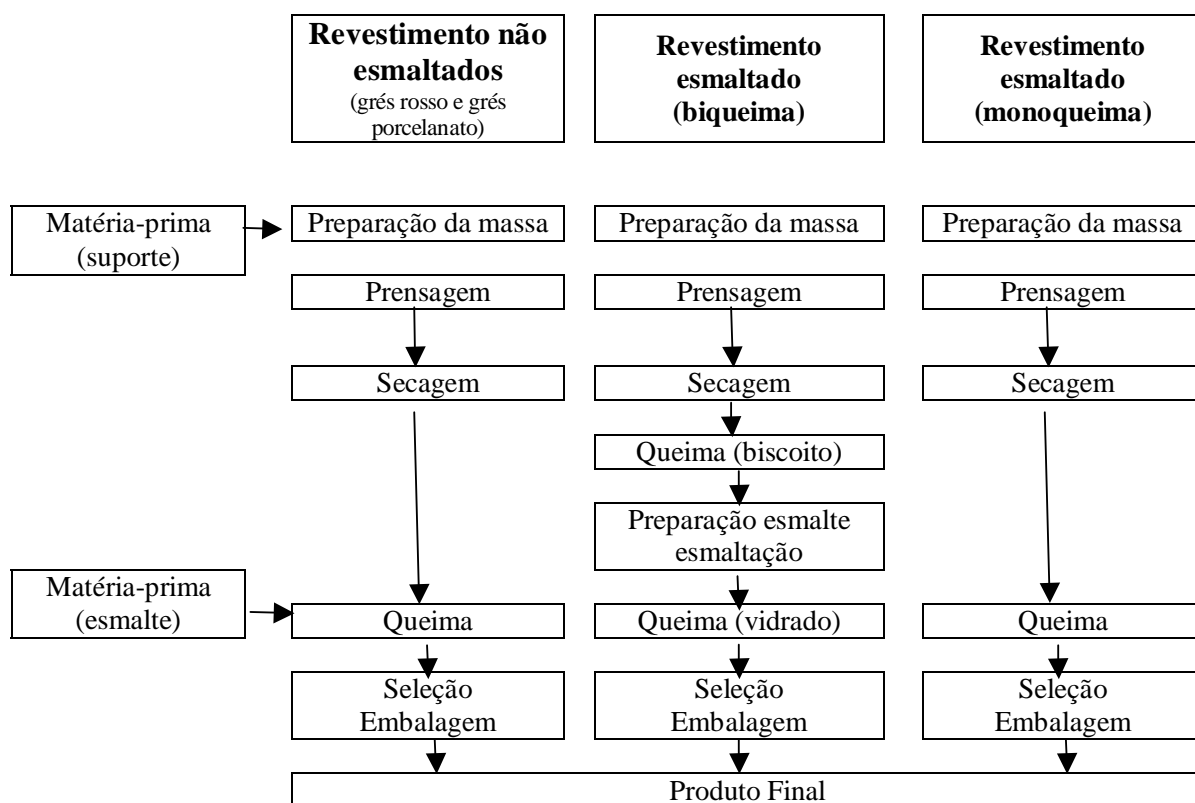 Revestimento não
esmaltados
(grés rosso e grés
porcelanato)
Revestimento
esmaltado
(biqueima)
Revestimento
esmaltado
(monoqueima)
Matéria-prima
(suporte)
Preparação da massa
Preparação da massa
Preparação da massa
Prensagem
Prensagem
Prensagem
Secagem
Secagem
Secagem
Queima (biscoito)
Preparação esmalte
esmaltação
Matéria-prima
(esmalte)
Queima
Queima (vidrado)
Queima
Seleção
Embalagem
Seleção
Embalagem
Seleção
Embalagem
Produto Final